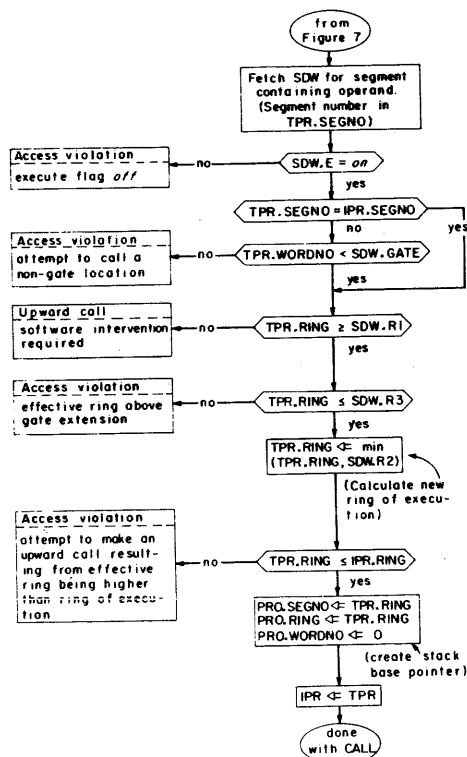 from
Figure 7
Fetch SDW for segment
containing operand.
(Segment number in
TPR.SEGNO)
Access violation
execute flag off
no
SDW.E = on
yes
TPR.SEGNO = IPR.SEGNO
no
yes
Access violation
attempt to call a
non-gate location
no
TPR.WORDNO < SDW.GATE
yes
Upward call
software intervention
required
no
TPR.RING ≥ SDW.R1
yes
Access violation
effective ring above
gate extension
no
TPR.RING ≤ SDW.R3
yes
TPR.RING ⇐ min
(TPR.RING, SDW.R2)
(Calculate new
ring of execu-
tion)
Access violation
attempt to make an
upward call result-
ing from effective
ring being higher
than ring of execu-
tion
no
TPR.RING ≤ IPR.RING
yes
PRO.SEGNO ⇐ TPR.RING
PRO.RING ⇐ TPR.RING
PRO.WORDNO ⇐ 0
(create stack
base pointer)
IPR ⇐ TPR
done
with CALL